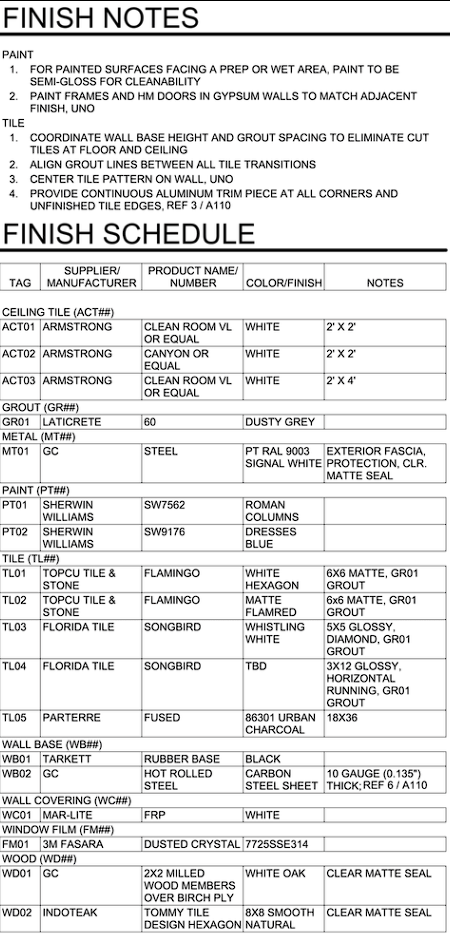 FINISH NOTES
PAINT
1. FOR PAINTED SURFACES FACING A PREP OR WET AREA, PAINT TO BE
SEMI-GLOSS FOR CLEANABILITY
2. PAINT FRAMES AND HM DOORS IN GYPSUM WALLS TO MATCH ADJACENT
FINISH, UNO
TILE
1. COORDINATE WALL BASE HEIGHT AND GROUT SPACING TO ELIMINATE CUT
TILES AT FLOOR AND CEILING
2. ALIGN GROUT LINES BETWEEN ALL TILE TRANSITIONS
3. CENTER TILE PATTERN ON WALL, UNO
4. PROVIDE CONTINUOUS ALUMINUM TRIM PIECE AT ALL CORNERS AND
UNFINISHED TILE EDGES, REF 3 / A110
FINISH SCHEDULE
SUPPLIER/ PRODUCT NAME/
TAG MANUFACTURER NUMBER COLOR/FINISH NOTES
CEILING TILE (ACT##)
ACT01 ARMSTRONG CLEAN ROOM VL WHITE 2' X 2'
OR EQUAL
ACT02 ARMSTRONG CANYON OR WHITE 2' X 2'
EQUAL
ACT03 ARMSTRONG CLEAN ROOM VL WHITE 2' X 4'
OR EQUAL
GROUT (GR##)
GR01 LATICRETE 60 DUSTY GREY
METAL (MT##)
MT01 GC STEEL PT RAL 9003 EXTERIOR FASCIA,
SIGNAL WHITE PROTECTION, CLR.
MATTE SEAL
PAINT (PT##)
PT01 SHERWIN SW7562 ROMAN
WILLIAMS COLUMNS
PT02 SHERWIN SW9176 DRESSES
WILLIAMS BLUE
TILE (TL##)
TL01 TOPCU TILE & FLAMINGO WHITE 6X6 MATTE, GR01
STONE HEXAGON GROUT
TL02 TOPCU TILE & FLAMINGO MATTE 6x6 MATTE, GR01
STONE FLAMRED GROUT
TL03 FLORIDA TILE SONGBIRD WHISTLING 5X5 GLOSSY,
WHITE DIAMOND, GR01
GROUT
TL04 FLORIDA TILE SONGBIRD TBD 3X12 GLOSSY,
HORIZONTAL
RUNNING, GR01
GROUT
TL05 PARTERRE FUSED 86301 URBAN 18X36
CHARCOAL
WALL BASE (WB##)
WB01 TARKETT RUBBER BASE BLACK
WB02 GC HOT ROLLED CARBON 10 GAUGE (0.135")
STEEL STEEL SHEET THICK; REF 6 / A110
WALL COVERING (WC##)
WC01 MAR-LITE FRP WHITE
WINDOW FILM (FM##)
FM01 3M FASARA DUSTED CRYSTAL 7725SSE314
WOOD (WD##)
WD01 GC 2X2 MILLED WHITE OAK CLEAR MATTE SEAL
WOOD MEMBERS
OVER BIRCH PLY
WD02 INDOTEAK TOMMY TILE 8X8 SMOOTH CLEAR MATTE SEAL
DESIGN HEXAGON NATURAL